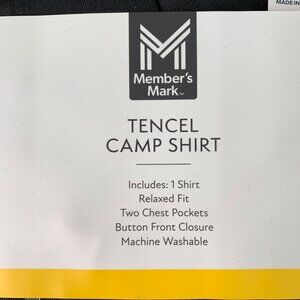 MADE IN
Member's
Mark™
TENCEL
CAMP SHIRT
Includes: 1 Shirt
Relaxed Fit
Two Chest Pockets
Button Front Closure
Machine Washable